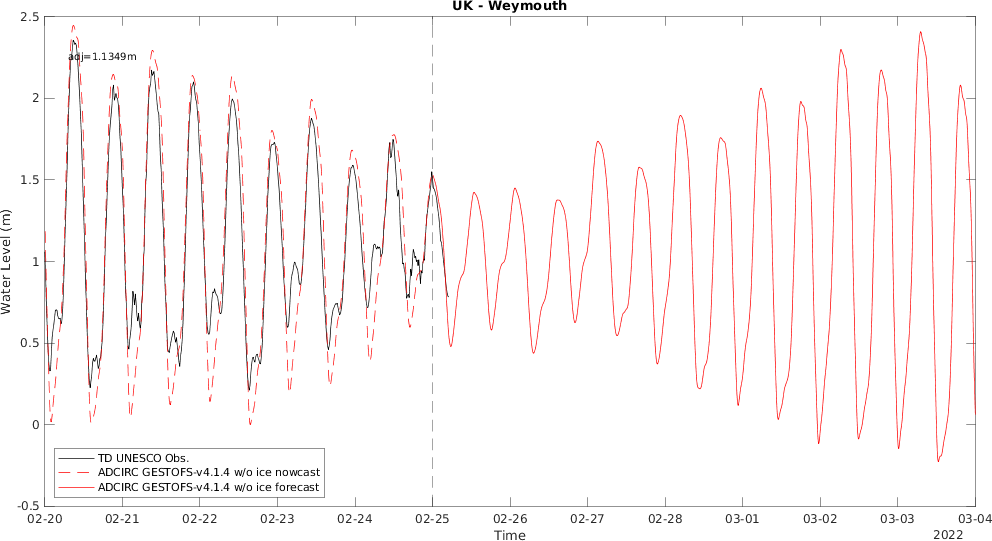 UK - Weymouth
2.5
adj=1.1349m
2
1.5
1
0.5
0
-0.5
Water Level (m)
TD UNESCO Obs.
ADCIRC GESTOFS-v4.1.4 w/o ice nowcast
ADCIRC GESTOFS-v4.1.4 w/o ice forecast
02-20 02-21 02-22 02-23 02-24 02-25 02-26 02-27 02-28 03-01 03-02 03-03 03-04
Time
2022